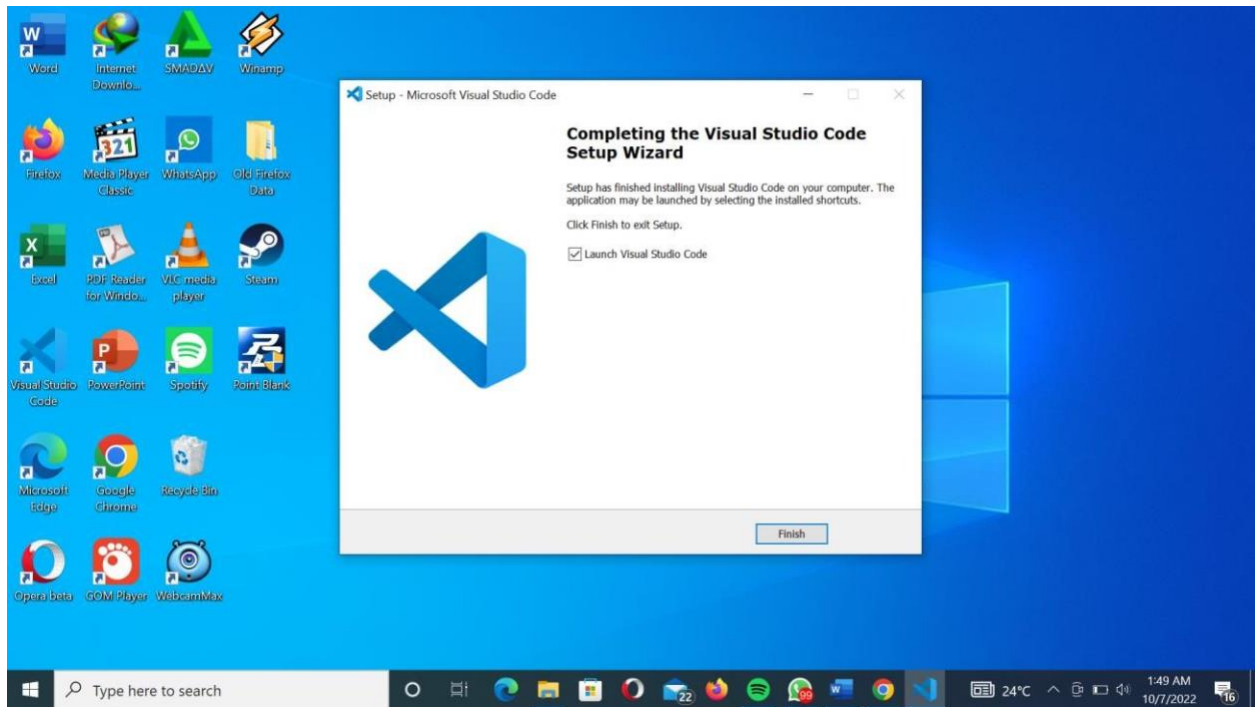 Word
Internet
Downlo...
SMADAV
Winamp
Firefox
321
Media Player
Classic
WhatsApp
Old Firefox
Data
Excel
PDF Reader
for Windo...
VLC media
player
Steam
Visual Studio
Code
PowerPoint
Spotify
Point Blank
Microsoft
Edge
Google
Chrome
Recycle Bin
Opera beta
GOM Player
WebcamMax
Setup - Microsoft Visual Studio Code
Completing the Visual Studio Code
Setup Wizard
Setup has finished installing Visual Studio Code on your computer. The
application may be launched by selecting the installed shortcuts.
Click Finish to exit Setup.
Launch Visual Studio Code
Finish
Type here to search
22
99
24°C
1:49 AM
10/7/2022
16